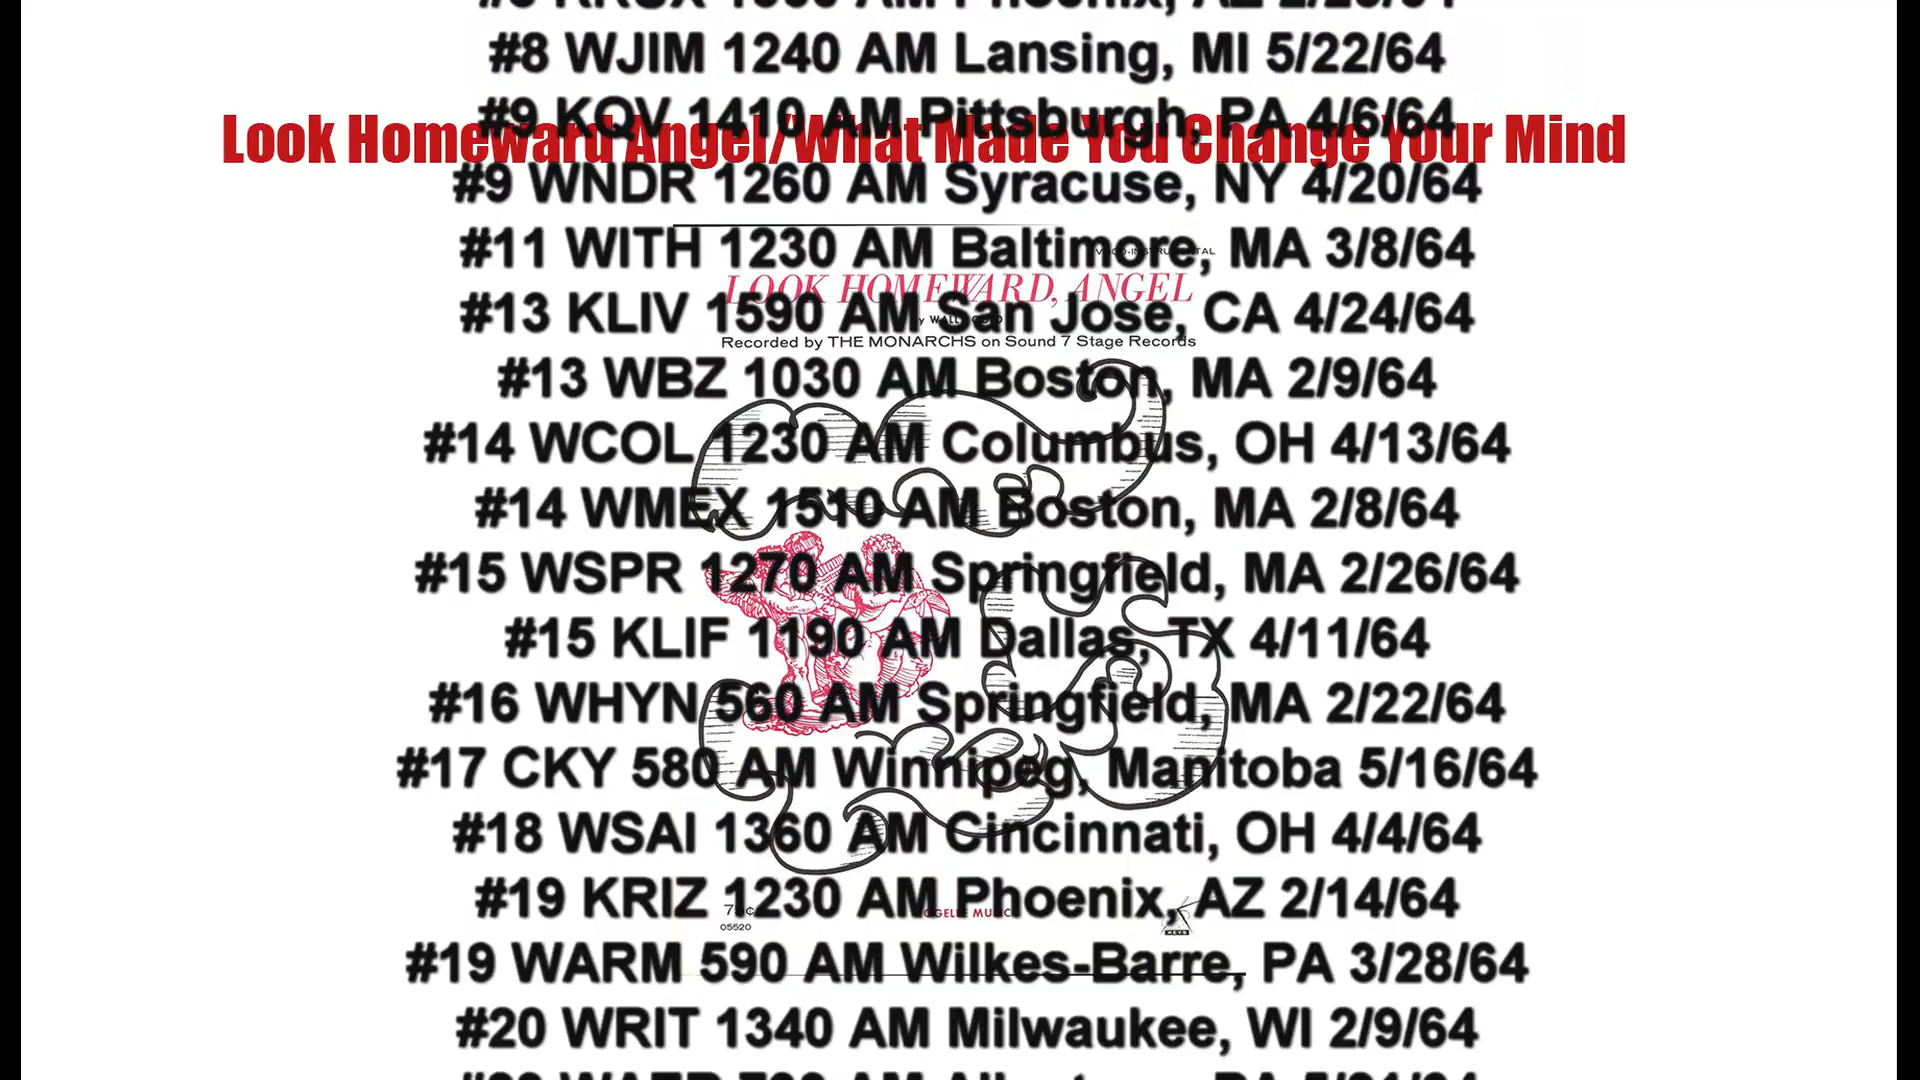 #8 WJIM 1240 AM Lansing, MI 5/22/64
#9 KQV 1410 AM Pittsburgh, PA 4/6/64
Look Homeward Angel/What Made You Change Your Mind
#9 WNDR 1260 AM Syracuse, NY 4/20/64
#11 WITH 1230 AM Baltimore, MA 3/8/64
LOOK HOMEWARD, ANGEL
#13 KLIV 1590 AM San Jose, CA 4/24/64
Recorded by THE MONARCHS on Sound 7 Stage Records
#13 WBZ 1030 AM Boston, MA 2/9/64
#14 WCOL 1230 AM Columbus, OH 4/13/64
#14 WMEX 1510 AM Boston, MA 2/8/64
#15 WSPR 1270 AM Springfield, MA 2/26/64
#15 KLIF 1190 AM Dallas, TX 4/11/64
#16 WHYN 560 AM Springfield, MA 2/22/64
#17 CKY 580 AM Winnipeg, Manitoba 5/16/64
#18 WSAI 1360 AM Cincinnati, OH 4/4/64
#19 KRIZ 1230 AM Phoenix, AZ 2/14/64
05520
KEYS
#19 WARM 590 AM Wilkes-Barre, PA 3/28/64
#20 WRIT 1340 AM Milwaukee, WI 2/9/64